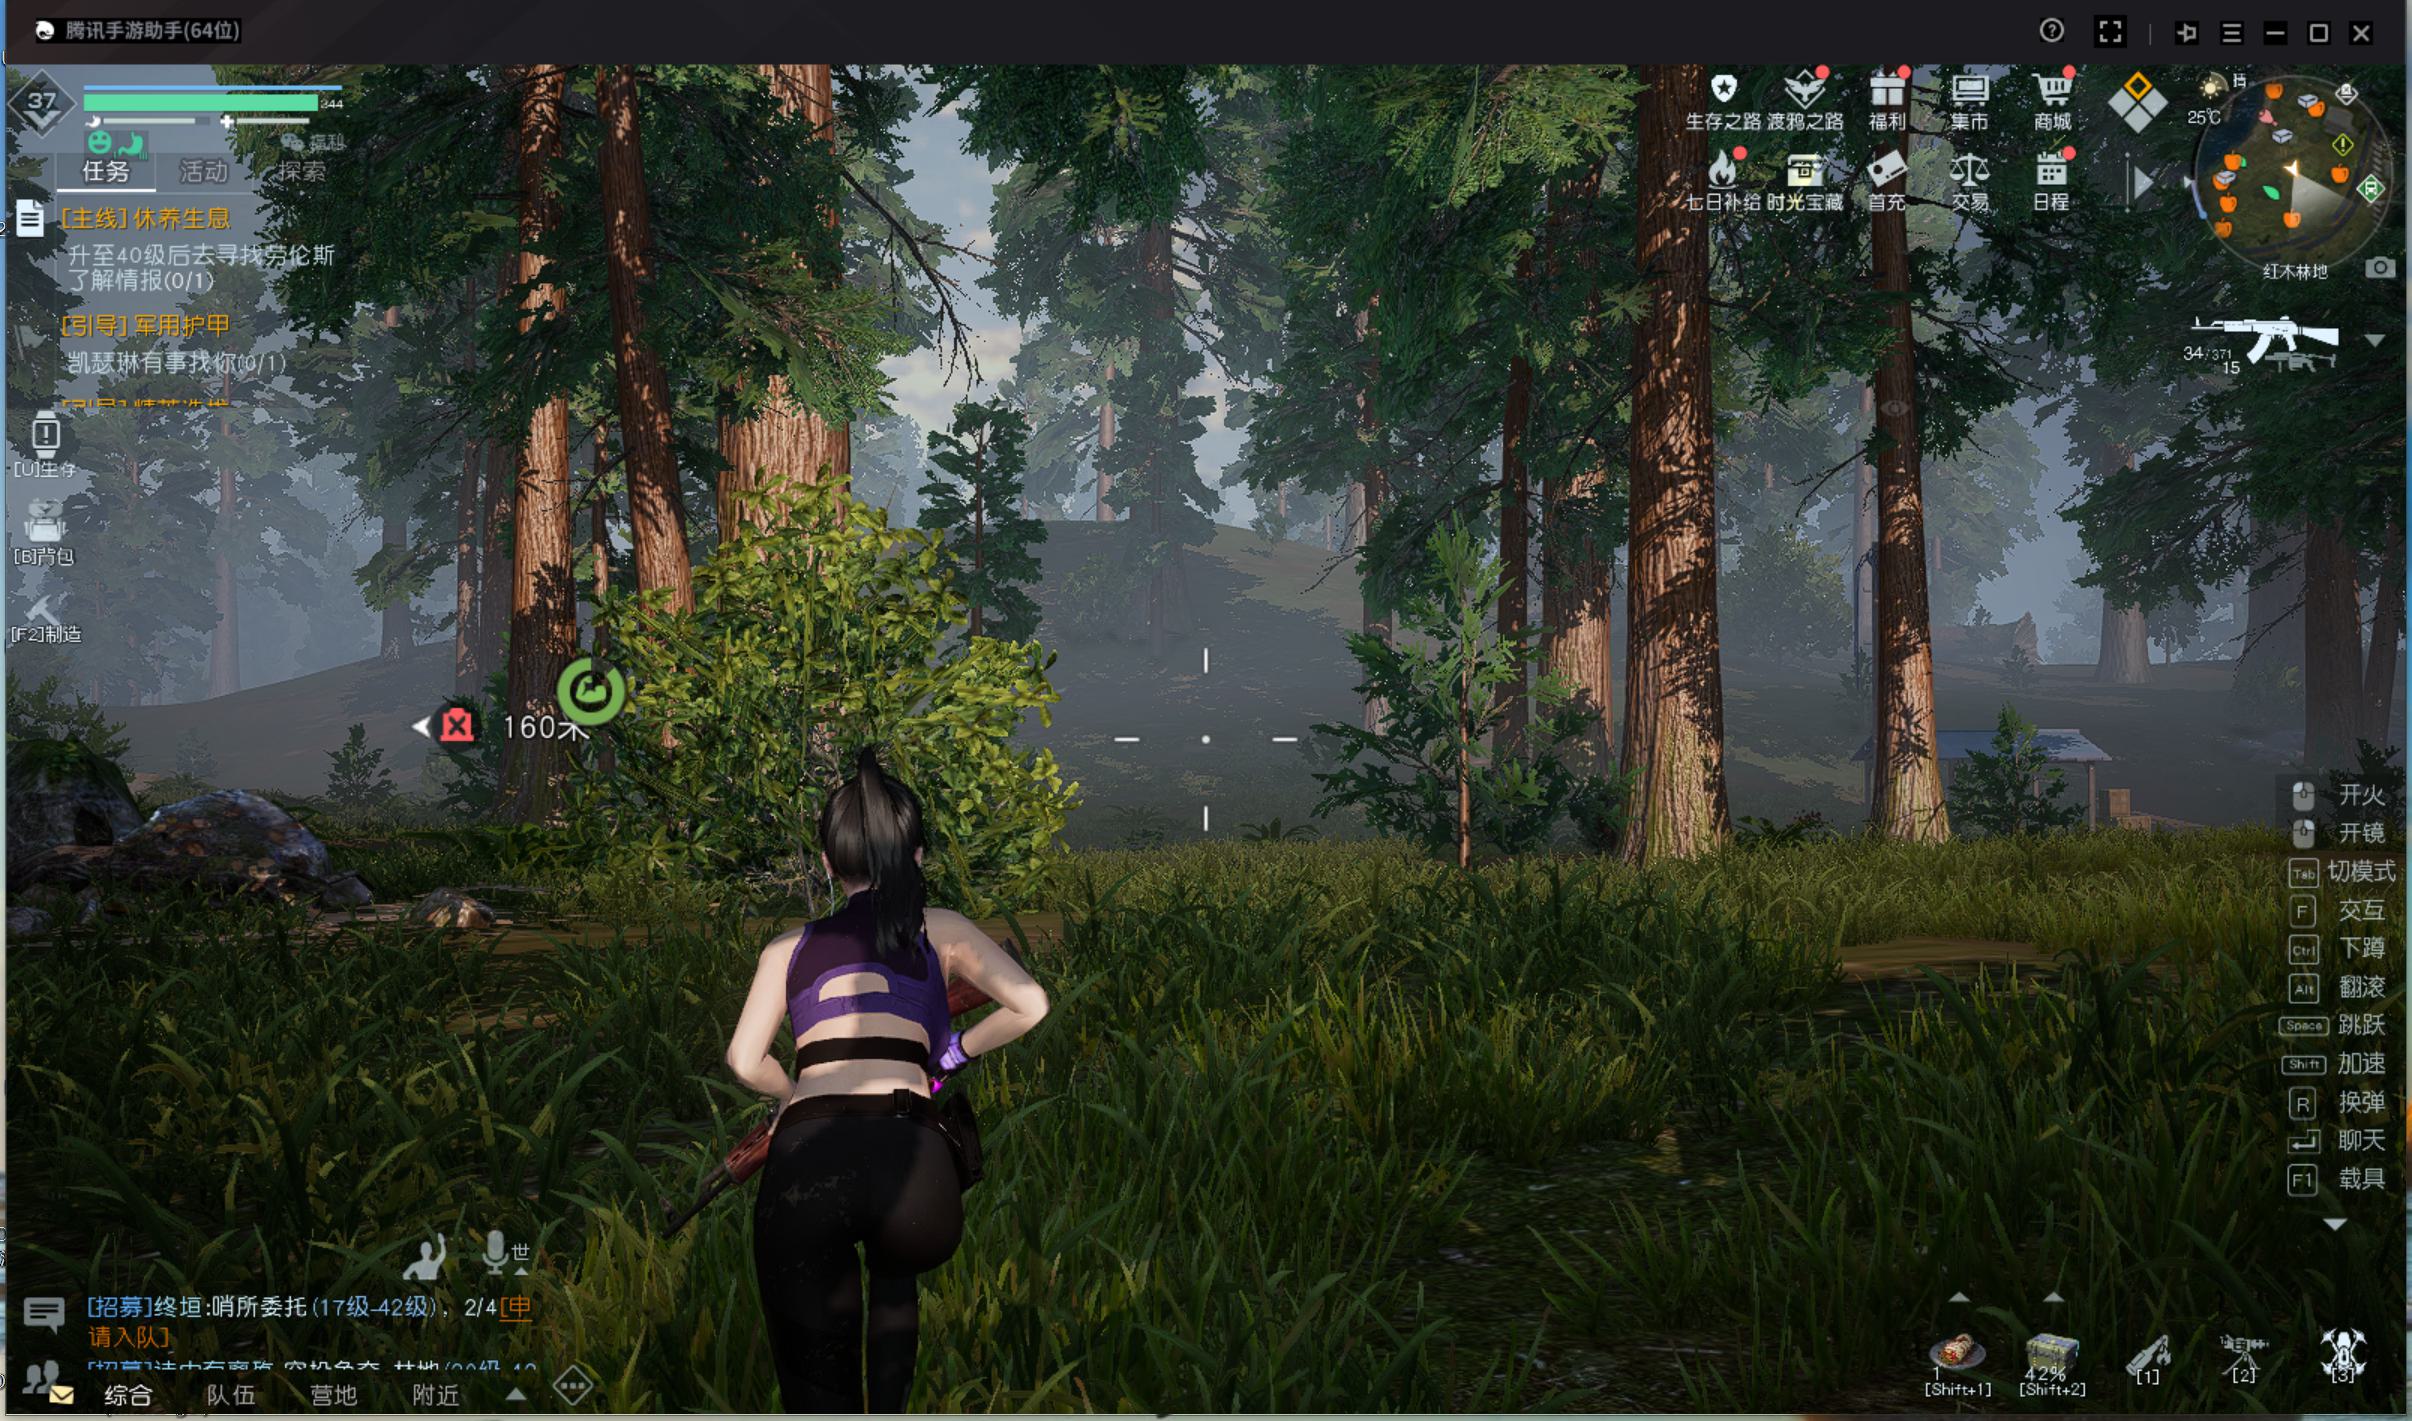 腾讯手游助手(64位)
37
344
福利
任务 活动 探索
[主线] 休养生息
升至40级后去寻找劳伦斯
了解情报(0/1)
[引导] 军用护甲
凯瑟琳有事找你(0/1)
[U]生存
[B]背包
[F2]制造
160米
生存之路 渡鸦之路 福利 集市 商城
七日补给 时光宝藏 首充 交易 日程
25℃
红木林地
34/371
15
开火
开镜
Tab 切模式
F 交互
Ctrl 下蹲
Alt 翻滚
Space 跳跃
Shift 加速
R 换弹
聊天
F1 载具
世
[招募]终垣:哨所委托(17级-42级)，2/4[申
请入队]
综合 队伍 营地 附近
1 42%
[Shift+1] [Shift+2] [1] [2] [3]